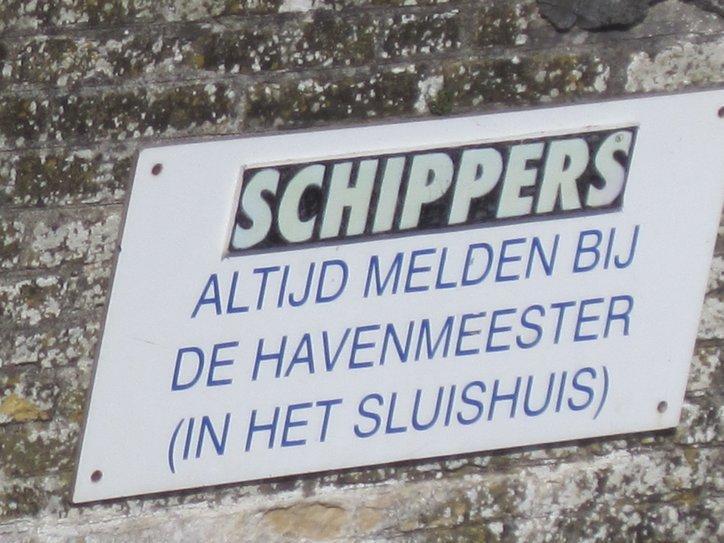 SCHIPPERS
ALTIJD MELDEN BIJ
DE HAVENMEESTER
(IN HET SLUISHUIS)